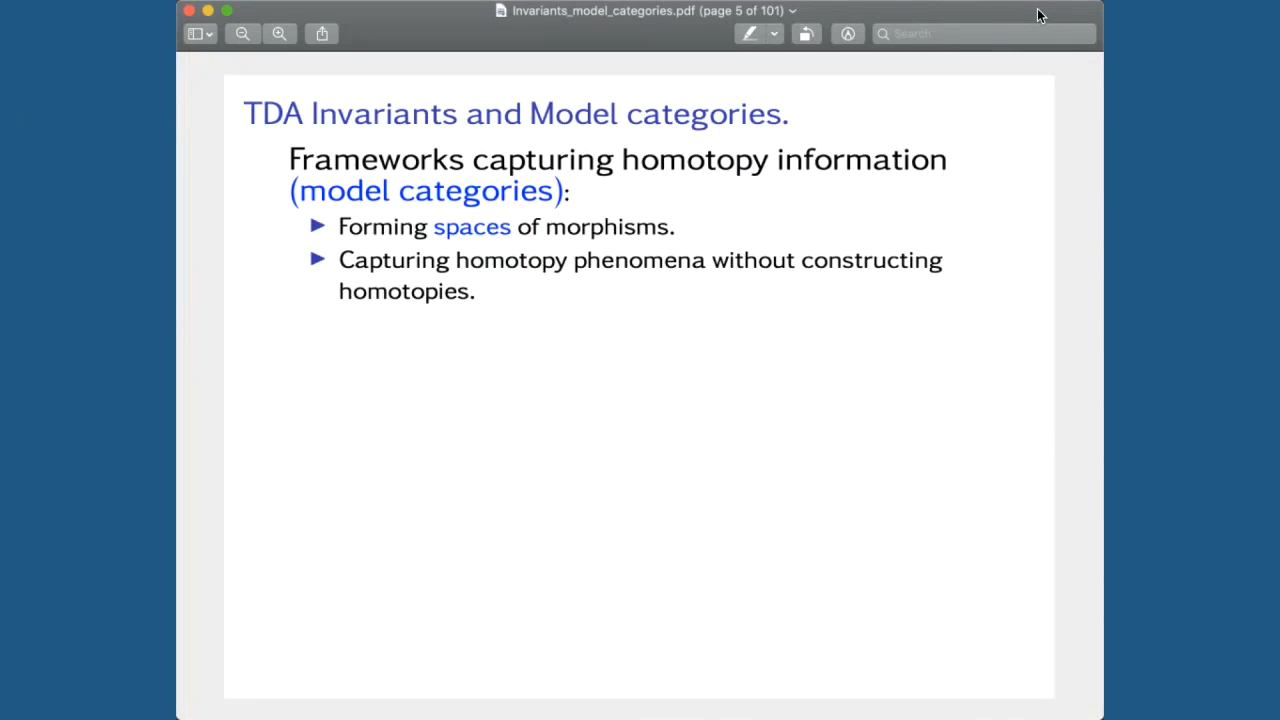 Invariants_model_categories.pdf (page 5 of 101)
Search
TDA Invariants and Model categories.
Frameworks capturing homotopy information
(model categories):
Forming spaces of morphisms.
Capturing homotopy phenomena without constructing
homotopies.